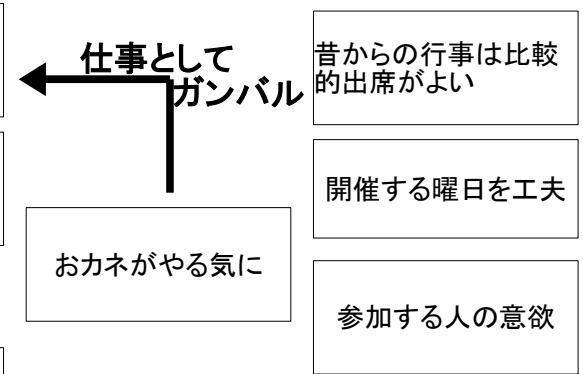 仕事として
ガンバル
おカネがやる気に
昔からの行事は比較
的出席がよい
開催する曜日を工夫
参加する人の意欲